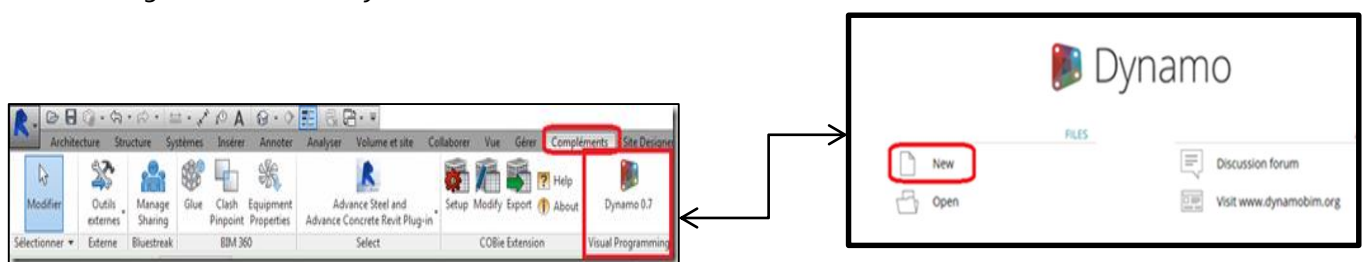 Architecture Structure Systèmes Insérer Annoter Analyser Volume et site Collaborer Vue Gérer Compléments Site Designer
Modifier
Outils externes
Manage Sharing
Glue
Clash Pinpoint
Equipment Properties
Advance Steel and
Advance Concrete Revit Plug-in
Setup Modify Export
Help
About
Dynamo 0.7
Sélectionner Externe Bluestreak BIM 360 Select COBie Extension Visual Programming
Dynamo
FILES
New
Open
Discussion forum
Visit www.dynamobim.org